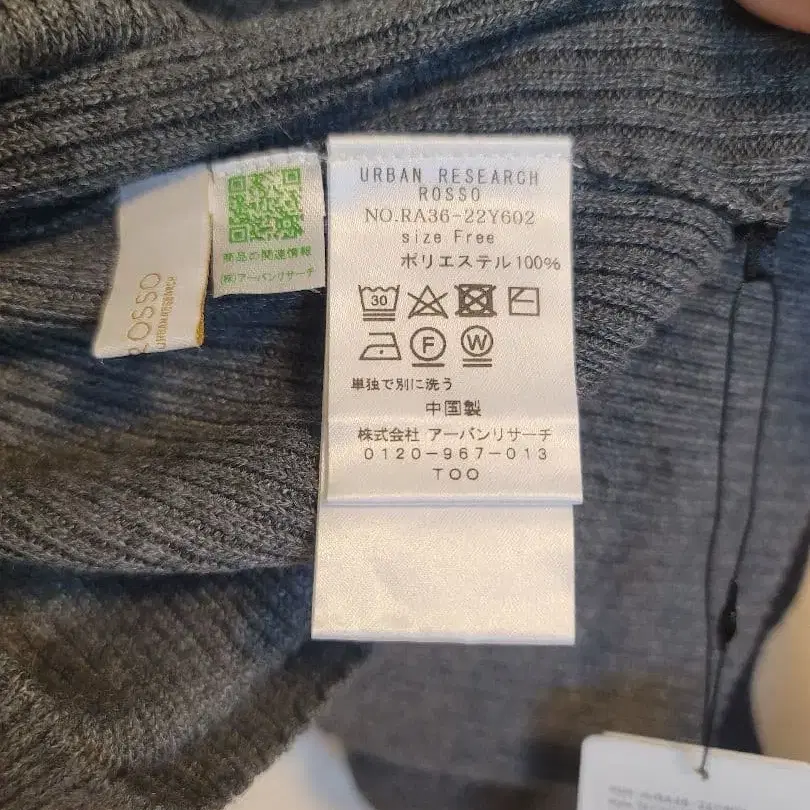 URBAN RESEARCH
ROSSO
NO.RA36-22Y602
size Free
ポリエステル100%
30
F W
単独で別に洗う
中国製
株式会社 アーバンリサーチ
0120-967-013
TOO
商品の関連情報
(株)アーバンリサーチ
ROSSO
URBAN RESEARCH